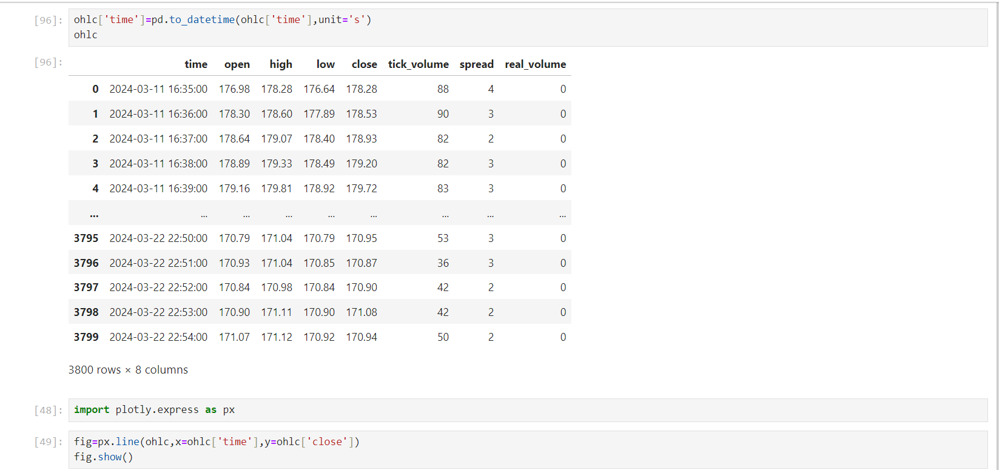 [96]: ohlc['time']=pd.to_datetime(ohlc['time'],unit='s')
ohlc
[96]: time open high low close tick_volume spread real_volume
0 2024-03-11 16:35:00 176.98 178.28 176.64 178.28 88 4 0
1 2024-03-11 16:36:00 178.30 178.60 177.89 178.53 90 3 0
2 2024-03-11 16:37:00 178.64 179.07 178.40 178.93 82 2 0
3 2024-03-11 16:38:00 178.89 179.33 178.49 179.20 82 3 0
4 2024-03-11 16:39:00 179.16 179.81 178.92 179.72 83 3 0
... ... ... ... ... ... ... ... ...
3795 2024-03-22 22:50:00 170.79 171.04 170.79 170.95 53 3 0
3796 2024-03-22 22:51:00 170.93 171.04 170.85 170.87 36 3 0
3797 2024-03-22 22:52:00 170.84 170.98 170.84 170.90 42 2 0
3798 2024-03-22 22:53:00 170.90 171.11 170.90 171.08 42 2 0
3799 2024-03-22 22:54:00 171.07 171.12 170.92 170.94 50 2 0
3800 rows × 8 columns
[48]: import plotly.express as px
[49]: fig=px.line(ohlc,x=ohlc['time'],y=ohlc['close'])
fig.show()